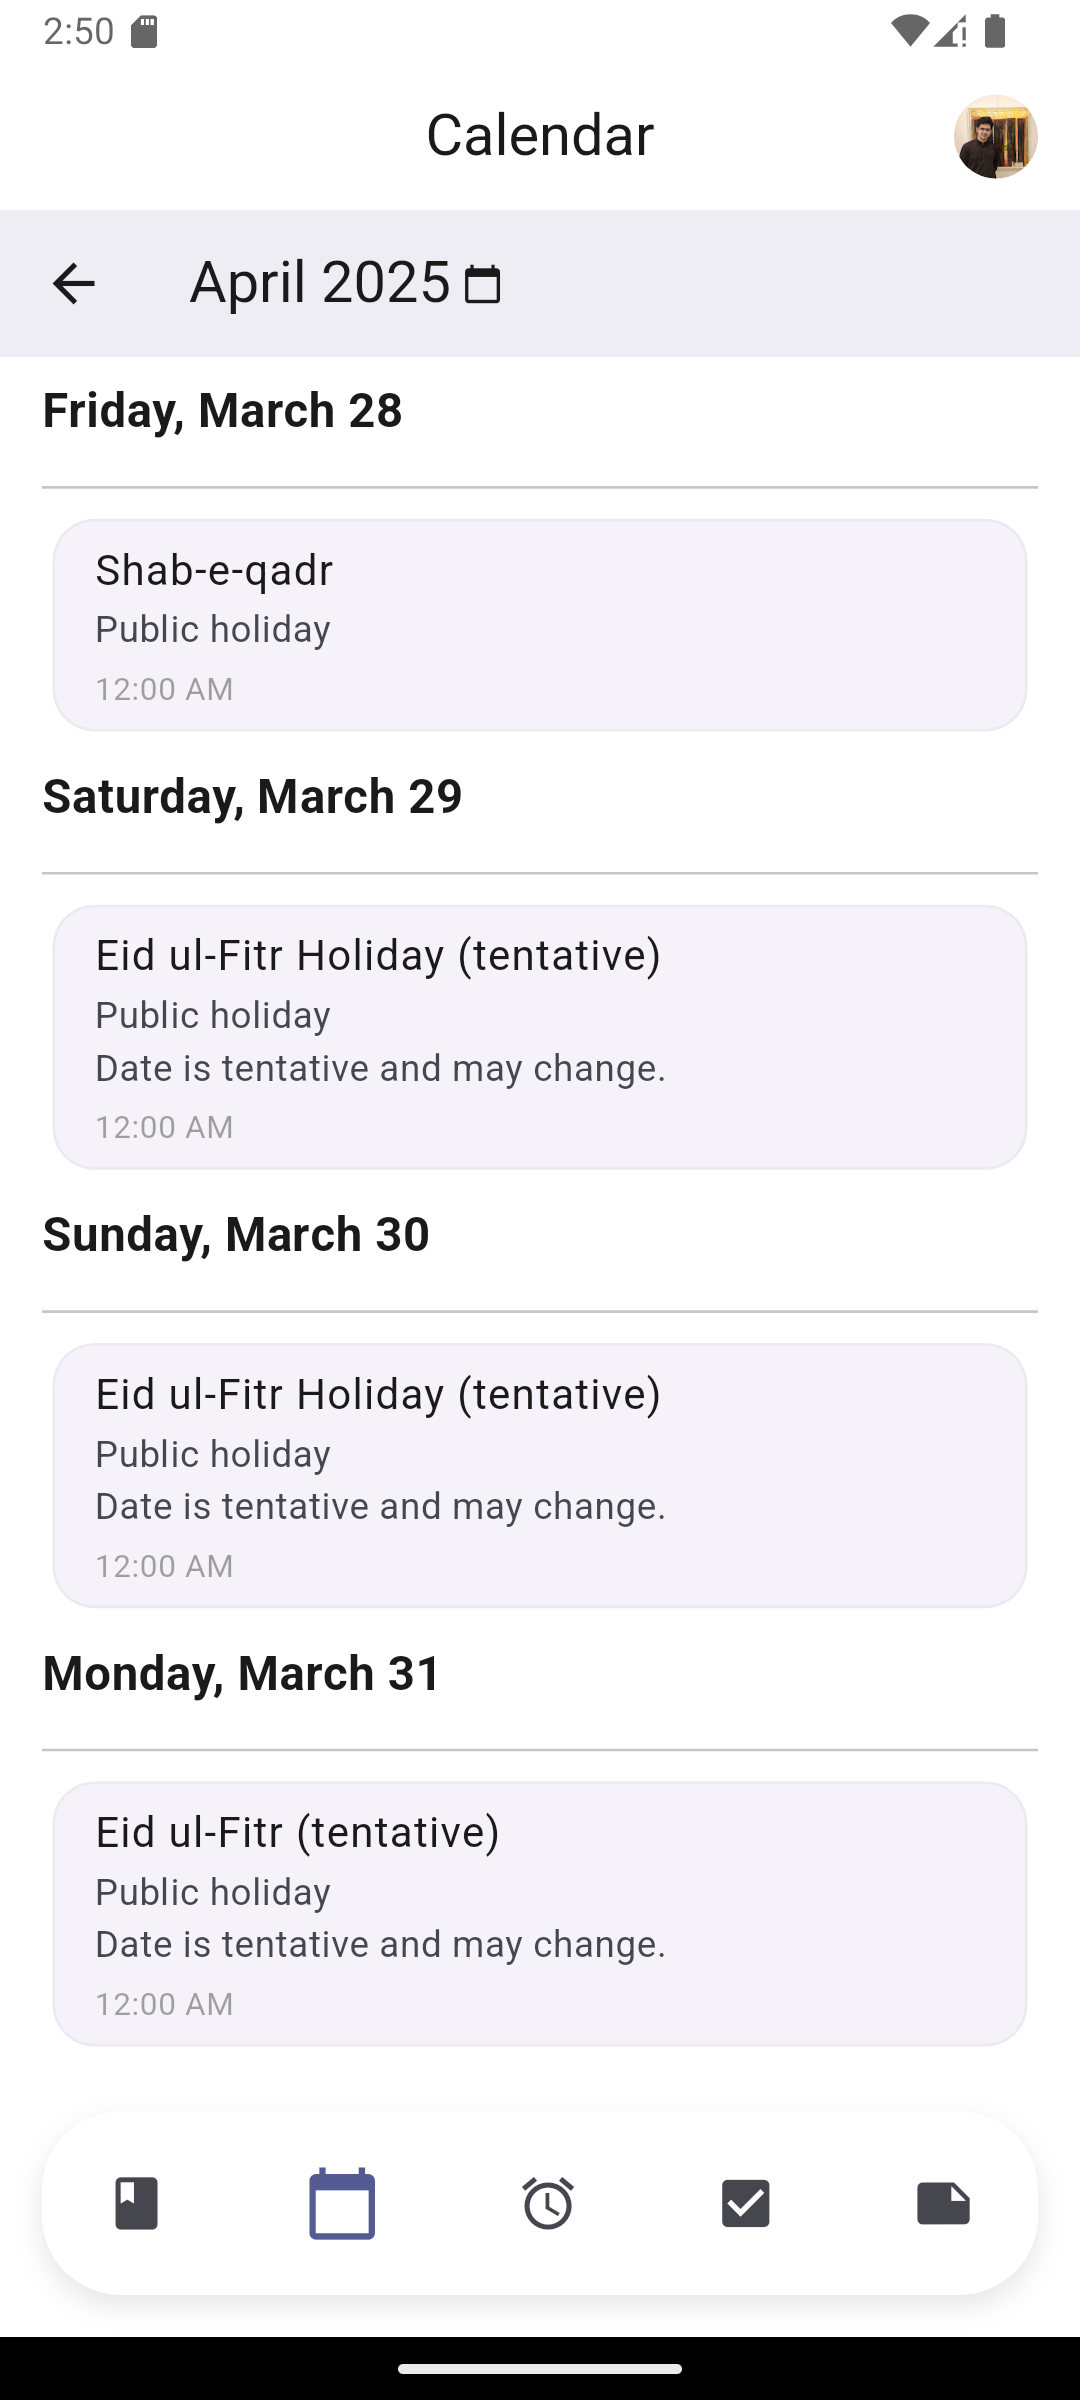 2:50
Calendar
April 2025
Friday, March 28
Shab-e-qadr
Public holiday
12:00 AM
Saturday, March 29
Eid ul-Fitr Holiday (tentative)
Public holiday
Date is tentative and may change.
12:00 AM
Sunday, March 30
Eid ul-Fitr Holiday (tentative)
Public holiday
Date is tentative and may change.
12:00 AM
Monday, March 31
Eid ul-Fitr (tentative)
Public holiday
Date is tentative and may change.
12:00 AM